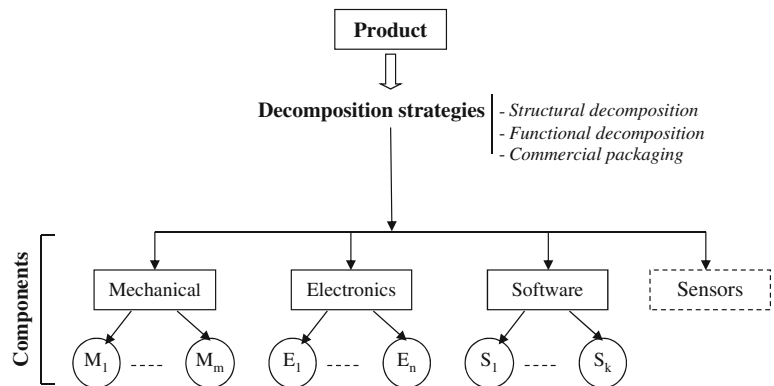 Product
Decomposition strategies
- Structural decomposition
- Functional decomposition
- Commercial packaging
Components
Mechanical
Electronics
Software
Sensors
M1 ---- Mm
E1 ---- En
S1 ---- Sk